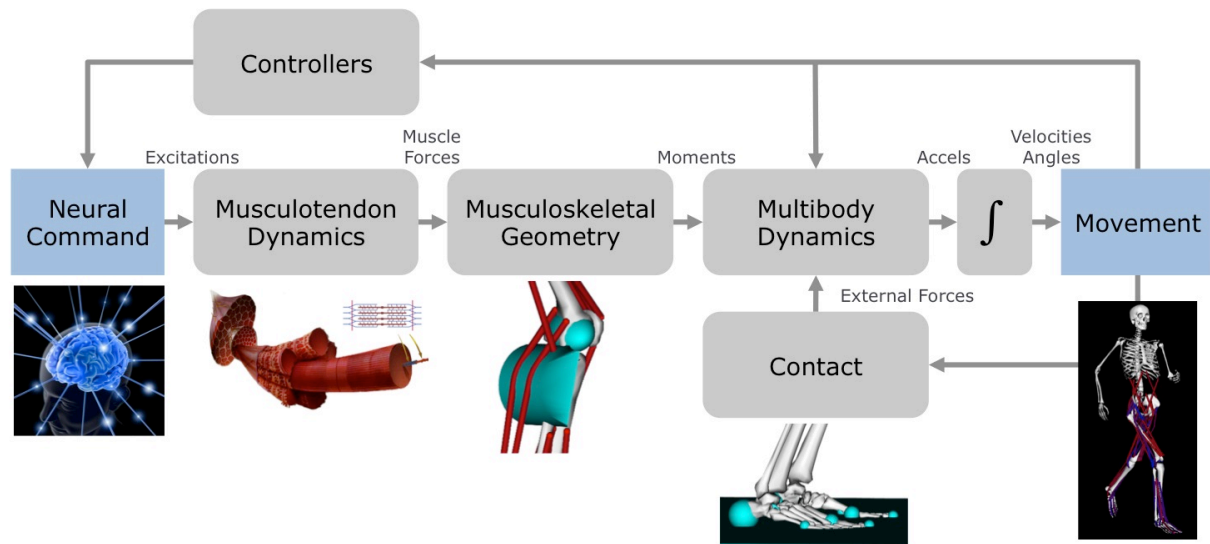 Controllers
Excitations
Muscle
Forces
Moments
Accels
Velocities
Angles
Neural
Command
Musculotendon
Dynamics
Musculoskeletal
Geometry
Multibody
Dynamics
∫
Movement
External Forces
Contact